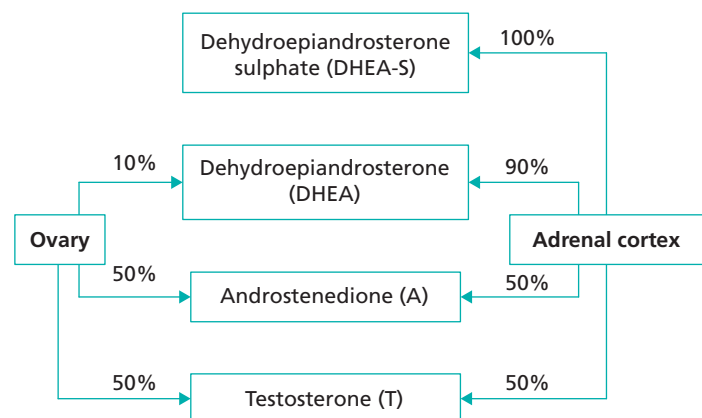 Dehydroepiandrosterone
sulphate (DHEA-S)
100%
10%
Dehydroepiandrosterone
(DHEA)
90%
Ovary
Adrenal cortex
50%
Androstenedione (A)
50%
50%
Testosterone (T)
50%